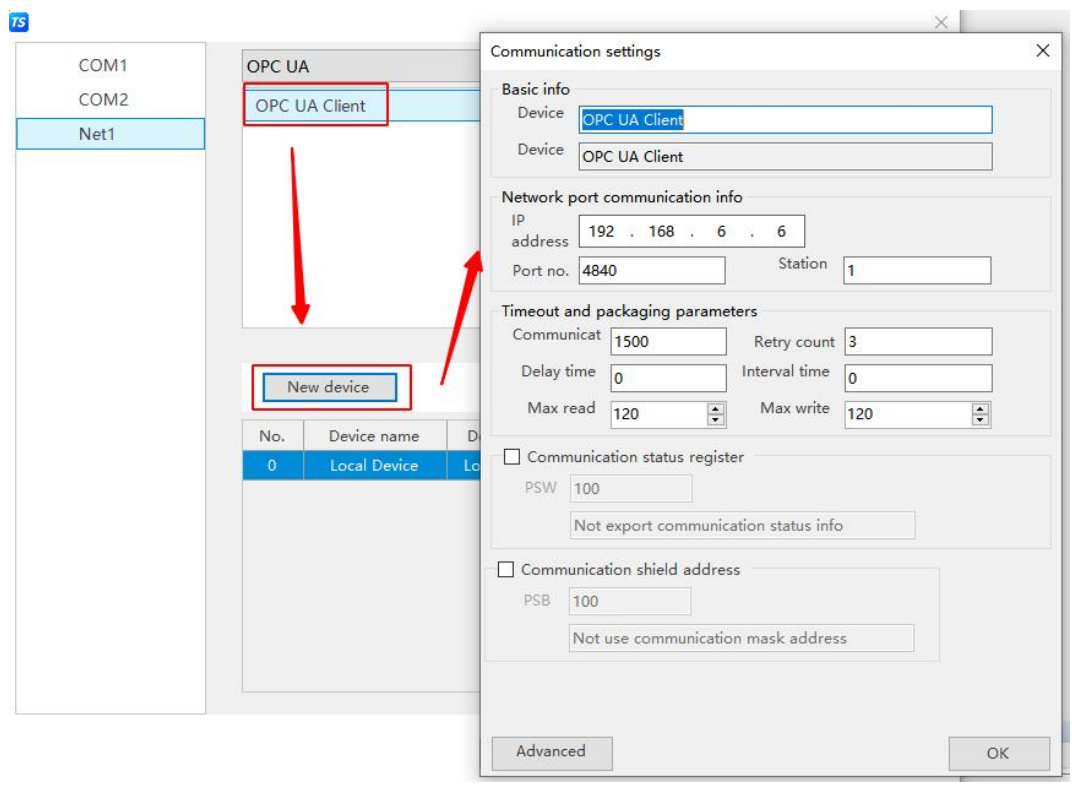 TS
COM1
COM2
Net1
OPC UA
OPC UA Client
New device
No. Device name
0 Local Device
Communication settings
Basic info
Device OPC UA Client
Device OPC UA Client
Network port communication info
IP address 192 . 168 . 6 . 6
Port no. 4840 Station 1
Timeout and packaging parameters
Communicat 1500 Retry count 3
Delay time 0 Interval time 0
Max read 120 Max write 120
Communication status register
PSW 100
Not export communication status info
Communication shield address
PSB 100
Not use communication mask address
Advanced OK